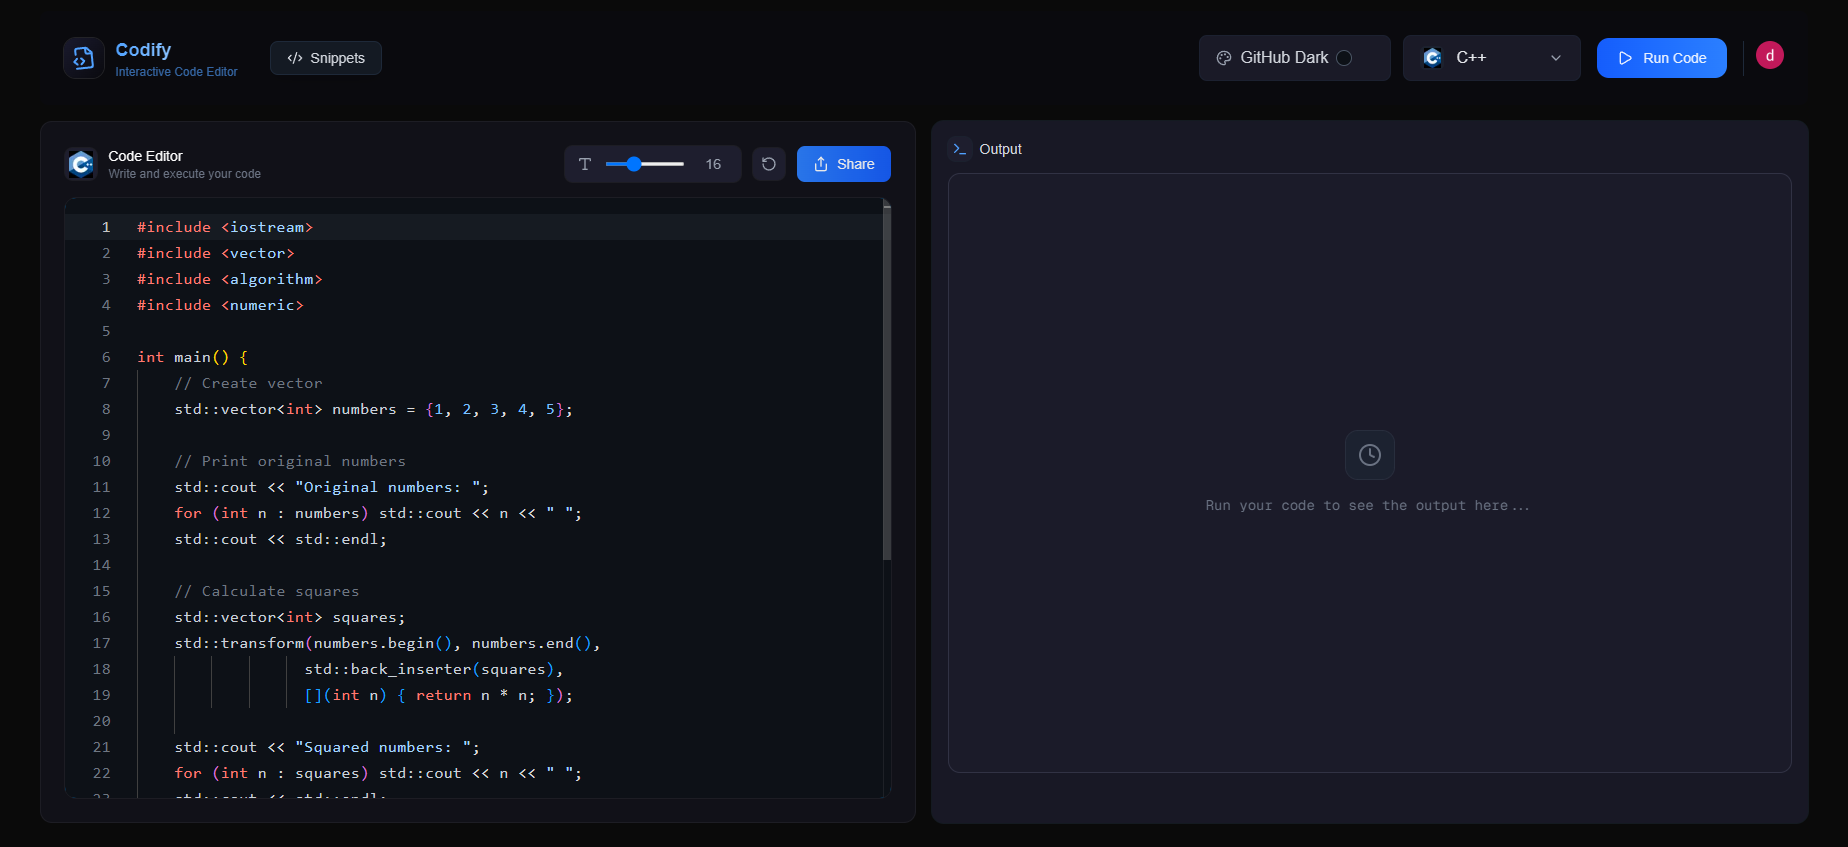 Codify
Interactive Code Editor
Snippets
GitHub Dark
C++
Run Code
d
Code Editor
Write and execute your code
16
Share
1 #include <iostream>
2 #include <vector>
3 #include <algorithm>
4 #include <numeric>
5
6 int main() {
7     // Create vector
8     std::vector<int> numbers = {1, 2, 3, 4, 5};
9
10     // Print original numbers
11     std::cout << "Original numbers: ";
12     for (int n : numbers) std::cout << n << " ";
13     std::cout << std::endl;
14
15     // Calculate squares
16     std::vector<int> squares;
17     std::transform(numbers.begin(), numbers.end(),
18                   std::back_inserter(squares),
19                   [](int n) { return n * n; });
20
21     std::cout << "Squared numbers: ";
22     for (int n : squares) std::cout << n << " ";
23     std::cout << std::endl;
Output
Run your code to see the output here...